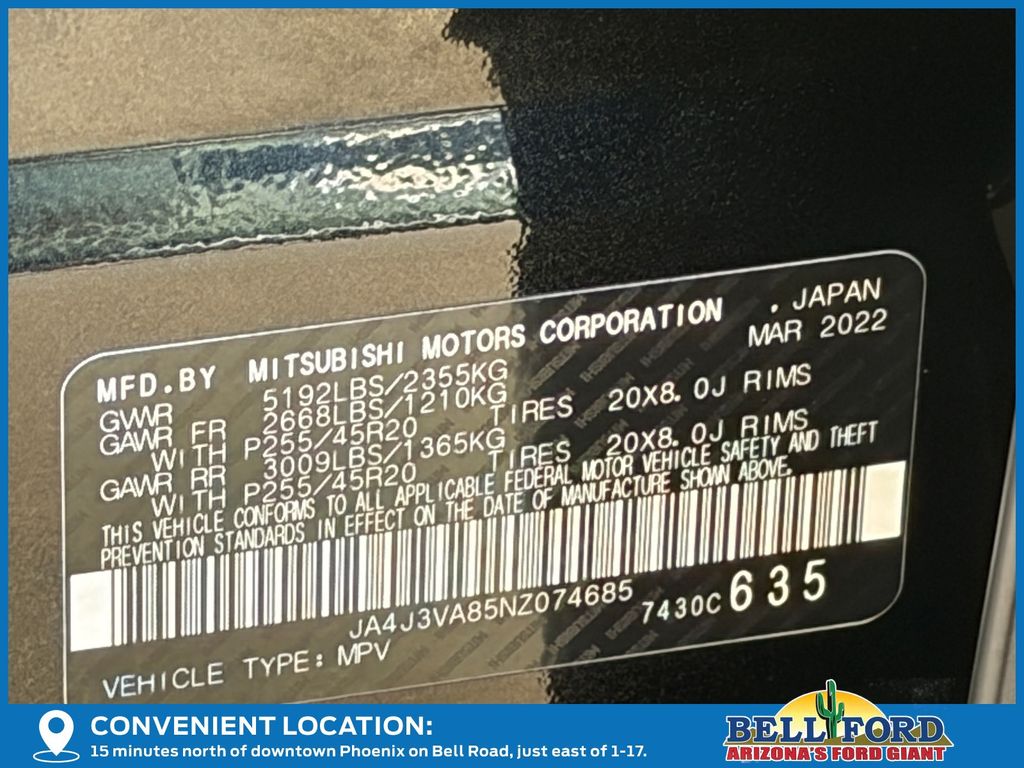 MFD.BY MITSUBISHI MOTORS CORPORATION . JAPAN
MAR 2022
GVWR 5192LBS/2355KG
GAWR FR 2668LBS/1210KG
WITH P255/45R20 TIRES 20X8.0J RIMS
GAWR RR 3009LBS/1365KG
WITH P255/45R20 TIRES 20X8.0J RIMS
THIS VEHICLE CONFORMS TO ALL APPLICABLE FEDERAL MOTOR VEHICLE SAFETY AND THEFT
PREVENTION STANDARDS IN EFFECT ON THE DATE OF MANUFACTURE SHOWN ABOVE.
JA4J3VA85NZ074685 7430C 635
VEHICLE TYPE: MPV
CONVENIENT LOCATION:
15 minutes north of downtown Phoenix on Bell Road, just east of 1-17.
BELL FORD
ARIZONA'S FORD GIANT